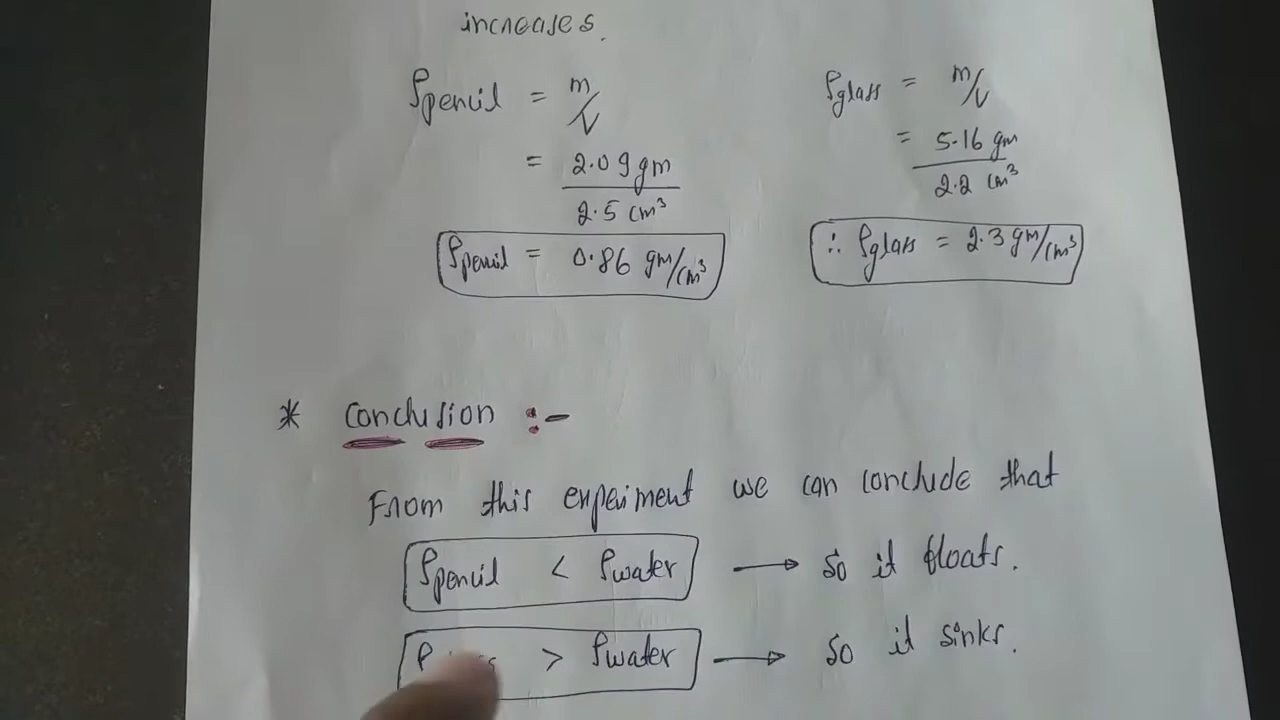 increases.
ρpencil = m/V
= 2.09gm / 2.5 cm³
ρpencil = 0.86 gm/cm³
ρglass = m/V
= 5.16 gm / 2.2 cm³
∴ ρglass = 2.3 gm/cm³
* Conclusion :-
From this experiment we can conclude that
ρpencil < ρwater → so it floats.
ρ > ρwater → so it sinks.